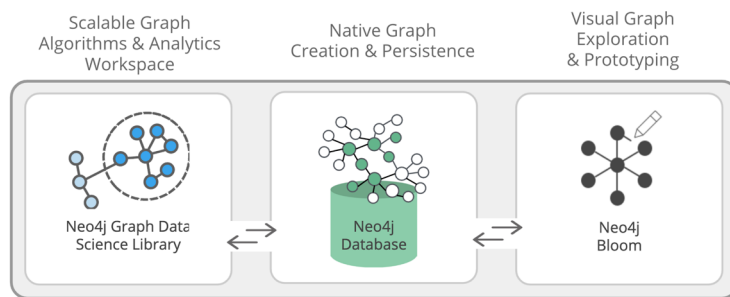 Scalable Graph
Algorithms & Analytics
Workspace
Native Graph
Creation & Persistence
Visual Graph
Exploration
& Prototyping
Neo4j Graph Data
Science Library
Neo4j
Database
Neo4j
Bloom